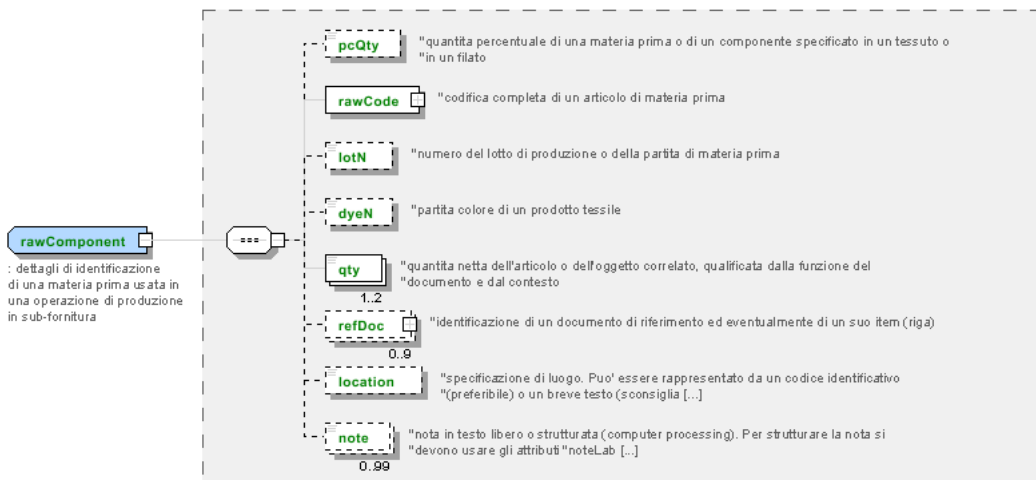 pcQty
"quantita percentuale di una materia prima o di un componente specificato in un tessuto o
"in un filato
rawCode
"codifica completa di un articolo di materia prima
lotN
"numero del lotto di produzione o della partita di materia prima
dyeN
"partita colore di un prodotto tessile
rawComponent
: dettagli di identificazione
di una materia prima usata in
una operazione di produzione
in sub-fornitura
qty
"quantita netta dell'articolo o dell'oggetto correlato, qualificata dalla funzione del
"documento e dal contesto
1..2
refDoc
"identificazione di un documento di riferimento ed eventualmente di un suo item (riga)
0..9
location
"specificazione di luogo. Puo' essere rappresentato da un codice identificativo
"(preferibile) o un breve testo (sconsiglia [...]
note
"nota in testo libero o strutturata (computer processing). Per strutturare la nota si
"devono usare gli attributi "noteLab [...]
0..99